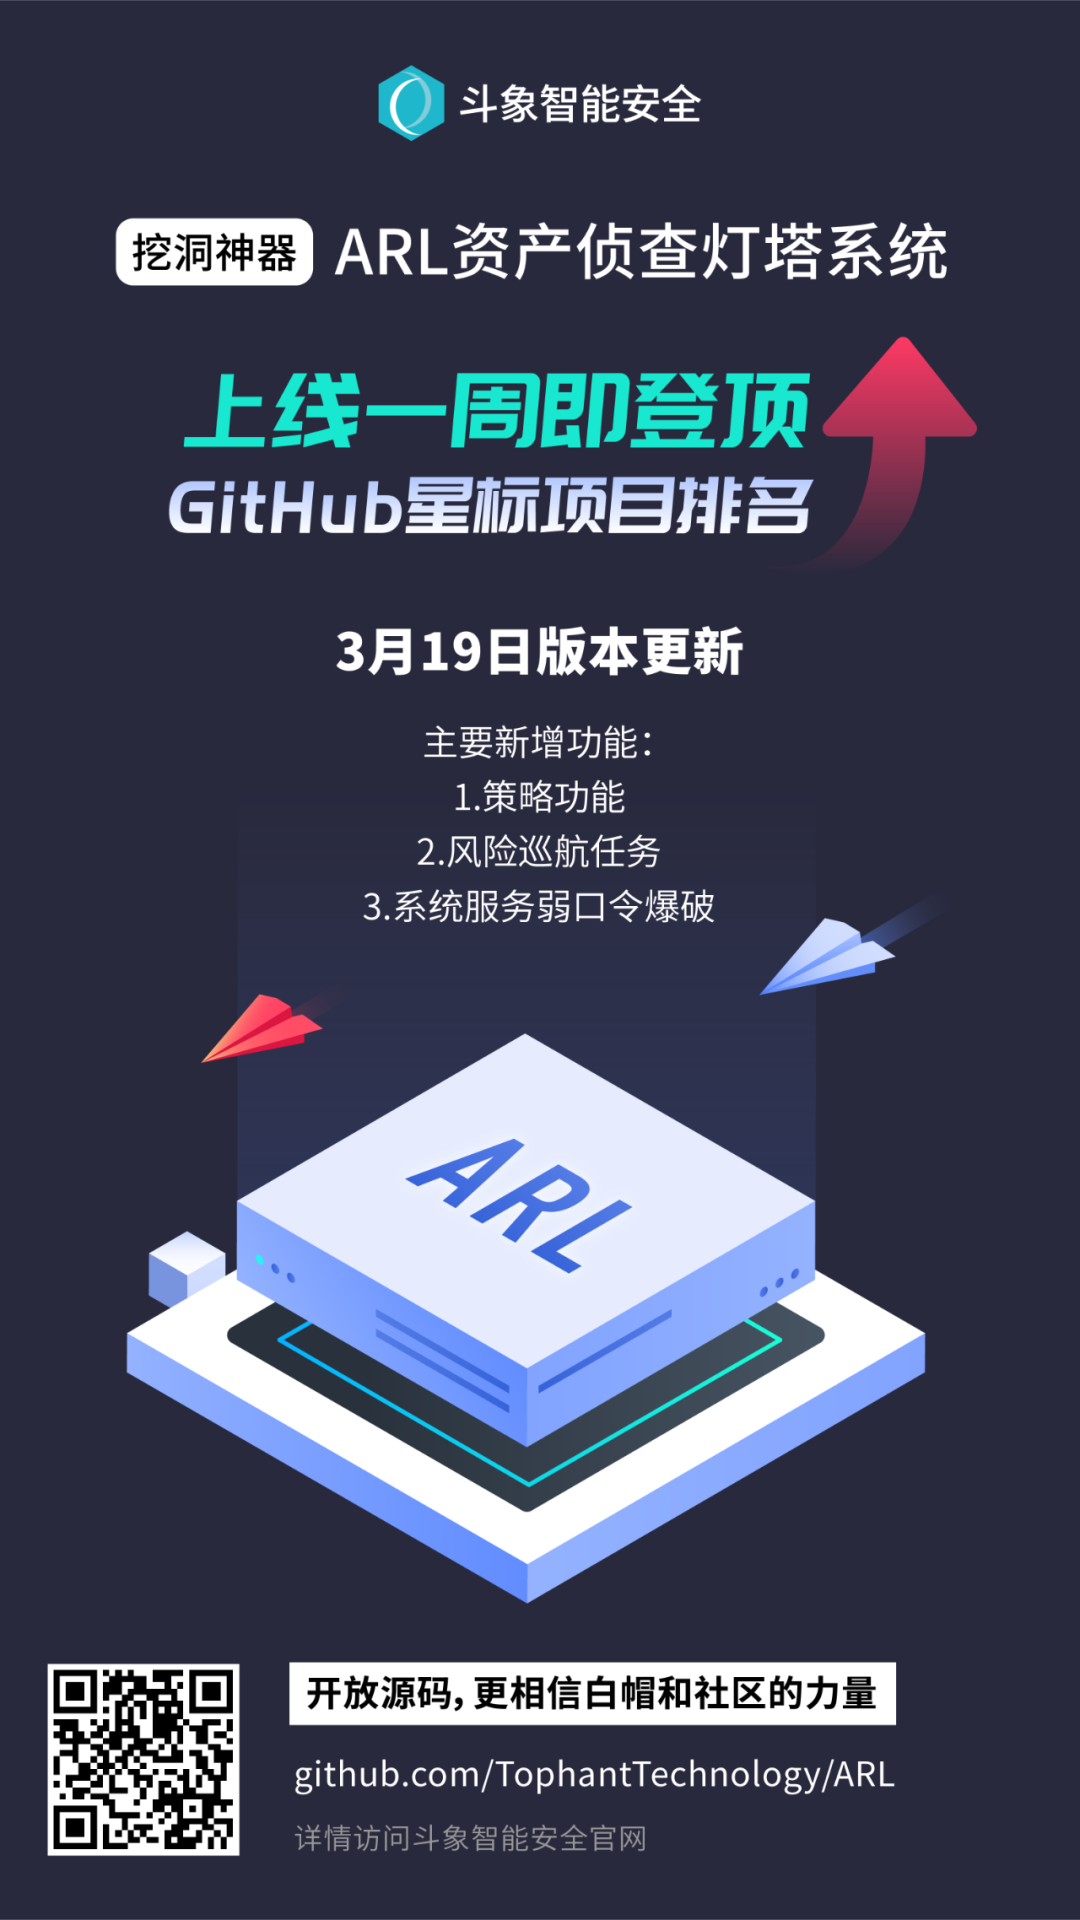 斗象智能安全
挖洞神器 ARL资产侦查灯塔系统
上线一周即登顶
GitHub星标项目排名
3月19日版本更新
主要新增功能：
1.策略功能
2.风险巡航任务
3.系统服务弱口令爆破
ARL
开放源码，更相信白帽和社区的力量
github.com/TophantTechnology/ARL
详情访问斗象智能安全官网